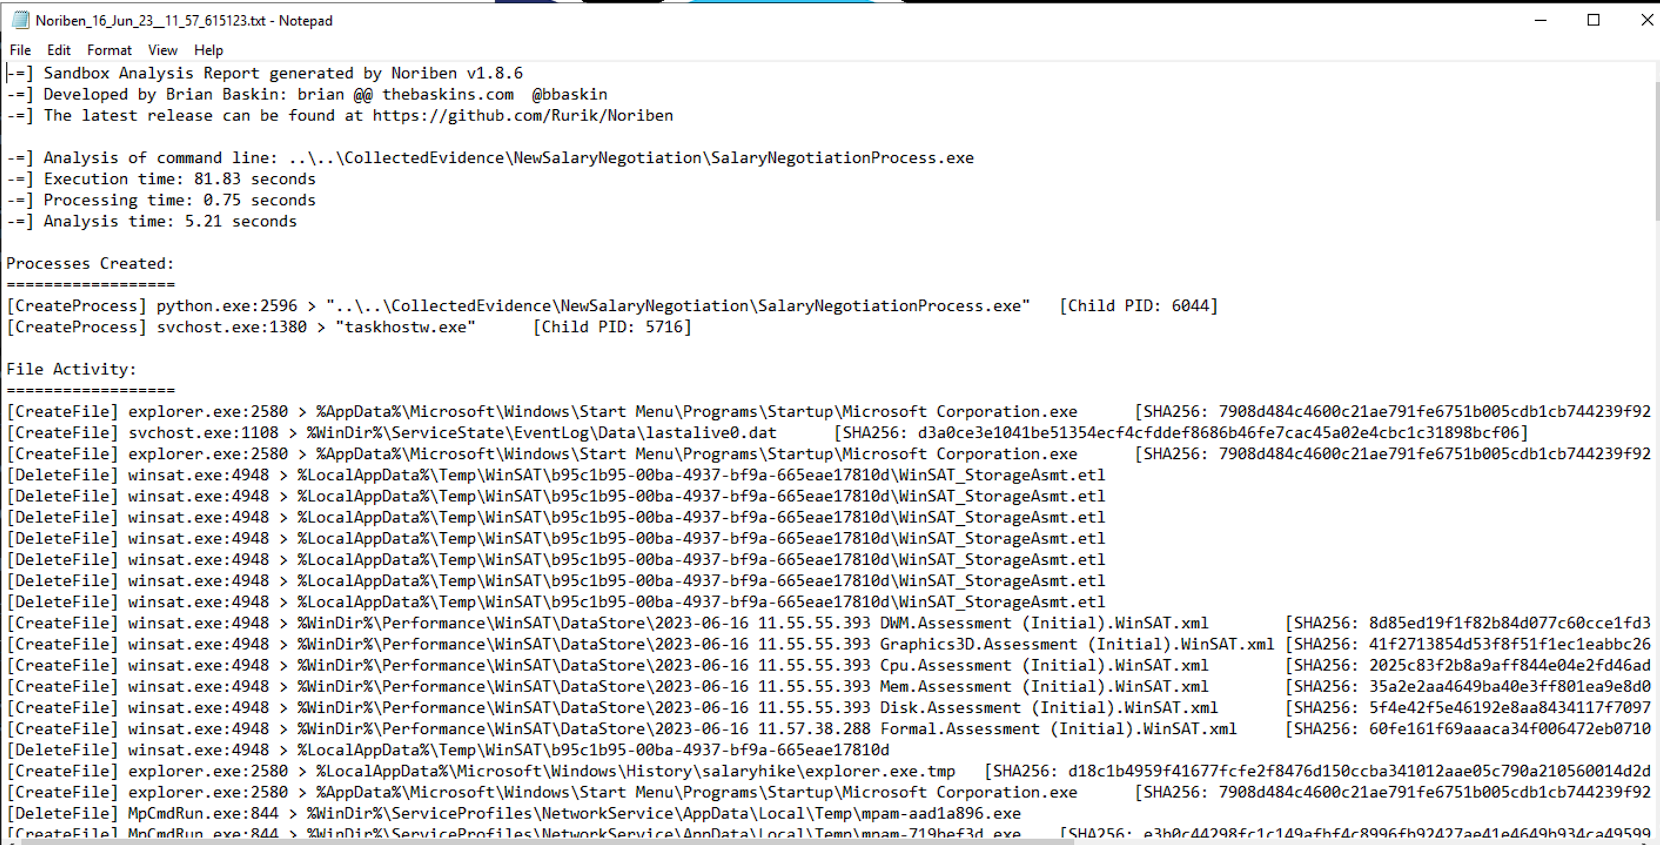 Noriben_16_Jun_23__11_57_615123.txt - Notepad
File Edit Format View Help
-=] Sandbox Analysis Report generated by Noriben v1.8.6
-=] Developed by Brian Baskin: brian @@ thebaskins.com  @bbaskin
-=] The latest release can be found at https://github.com/Rurik/Noriben
-=] Analysis of command line: ..\..\CollectedEvidence\NewSalaryNegotiation\SalaryNegotiationProcess.exe
-=] Execution time: 81.83 seconds
-=] Processing time: 0.75 seconds
-=] Analysis time: 5.21 seconds
Processes Created:
==================
[CreateProcess] python.exe:2596 > "..\..\CollectedEvidence\NewSalaryNegotiation\SalaryNegotiationProcess.exe" [Child PID: 6044]
[CreateProcess] svchost.exe:1380 > "taskhostw.exe" [Child PID: 5716]
File Activity:
==================
[CreateFile] explorer.exe:2580 > %AppData%\Microsoft\Windows\Start Menu\Programs\Startup\Microsoft Corporation.exe [SHA256: 7908d484c4600c21ae791fe6751b005cdb1cb744239f92
[CreateFile] svchost.exe:1108 > %WinDir%\ServiceState\EventLog\Data\lastalive0.dat [SHA256: d3a0ce3e1041be51354ecf4cfddef8686b46fe7cac45a02e4cbc1c31898bcf06]
[CreateFile] explorer.exe:2580 > %AppData%\Microsoft\Windows\Start Menu\Programs\Startup\Microsoft Corporation.exe [SHA256: 7908d484c4600c21ae791fe6751b005cdb1cb744239f92
[DeleteFile] winsat.exe:4948 > %LocalAppData%\Temp\WinSAT\b95c1b95-00ba-4937-bf9a-665eae17810d\WinSAT_StorageAsmt.etl
[DeleteFile] winsat.exe:4948 > %LocalAppData%\Temp\WinSAT\b95c1b95-00ba-4937-bf9a-665eae17810d\WinSAT_StorageAsmt.etl
[DeleteFile] winsat.exe:4948 > %LocalAppData%\Temp\WinSAT\b95c1b95-00ba-4937-bf9a-665eae17810d\WinSAT_StorageAsmt.etl
[DeleteFile] winsat.exe:4948 > %LocalAppData%\Temp\WinSAT\b95c1b95-00ba-4937-bf9a-665eae17810d\WinSAT_StorageAsmt.etl
[DeleteFile] winsat.exe:4948 > %LocalAppData%\Temp\WinSAT\b95c1b95-00ba-4937-bf9a-665eae17810d\WinSAT_StorageAsmt.etl
[DeleteFile] winsat.exe:4948 > %LocalAppData%\Temp\WinSAT\b95c1b95-00ba-4937-bf9a-665eae17810d\WinSAT_StorageAsmt.etl
[DeleteFile] winsat.exe:4948 > %LocalAppData%\Temp\WinSAT\b95c1b95-00ba-4937-bf9a-665eae17810d\WinSAT_StorageAsmt.etl
[CreateFile] winsat.exe:4948 > %WinDir%\Performance\WinSAT\DataStore\2023-06-16 11.55.55.393 DWM.Assessment (Initial).WinSAT.xml [SHA256: 8d85ed19f1f82b84d077c60cce1fd3
[CreateFile] winsat.exe:4948 > %WinDir%\Performance\WinSAT\DataStore\2023-06-16 11.55.55.393 Graphics3D.Assessment (Initial).WinSAT.xml [SHA256: 41f2713854d53f8f51f1ec1eabbc26
[CreateFile] winsat.exe:4948 > %WinDir%\Performance\WinSAT\DataStore\2023-06-16 11.55.55.393 Cpu.Assessment (Initial).WinSAT.xml [SHA256: 2025c83f2b8a9aff844e04e2fd46ad
[CreateFile] winsat.exe:4948 > %WinDir%\Performance\WinSAT\DataStore\2023-06-16 11.55.55.393 Mem.Assessment (Initial).WinSAT.xml [SHA256: 35a2e2aa4649ba40e3ff801ea9e8d0
[CreateFile] winsat.exe:4948 > %WinDir%\Performance\WinSAT\DataStore\2023-06-16 11.55.55.393 Disk.Assessment (Initial).WinSAT.xml [SHA256: 5f4e42f5e46192e8aa8434117f7097
[CreateFile] winsat.exe:4948 > %WinDir%\Performance\WinSAT\DataStore\2023-06-16 11.57.38.288 Formal.Assessment (Initial).WinSAT.xml [SHA256: 60fe161f69aaaca34f006472eb0710
[DeleteFile] winsat.exe:4948 > %LocalAppData%\Temp\WinSAT\b95c1b95-00ba-4937-bf9a-665eae17810d
[CreateFile] explorer.exe:2580 > %LocalAppData%\Microsoft\Windows\History\salaryhike\explorer.exe.tmp [SHA256: d18c1b4959f41677fcfe2f8476d150ccba341012aae05c790a210560014d2d
[CreateFile] explorer.exe:2580 > %AppData%\Microsoft\Windows\Start Menu\Programs\Startup\Microsoft Corporation.exe [SHA256: 7908d484c4600c21ae791fe6751b005cdb1cb744239f92
[DeleteFile] MpCmdRun.exe:844 > %WinDir%\ServiceProfiles\NetworkService\AppData\Local\Temp\mpam-aad1a896.exe
[CreateFile] MpCmdRun.exe:844 > %WinDir%\ServiceProfiles\NetworkService\AppData\Local\Temp\mpam-719bef3d.exe [SHA256: e3b0c44298fc1c149afbf4c8996fb92427ae41e4649b934ca49599